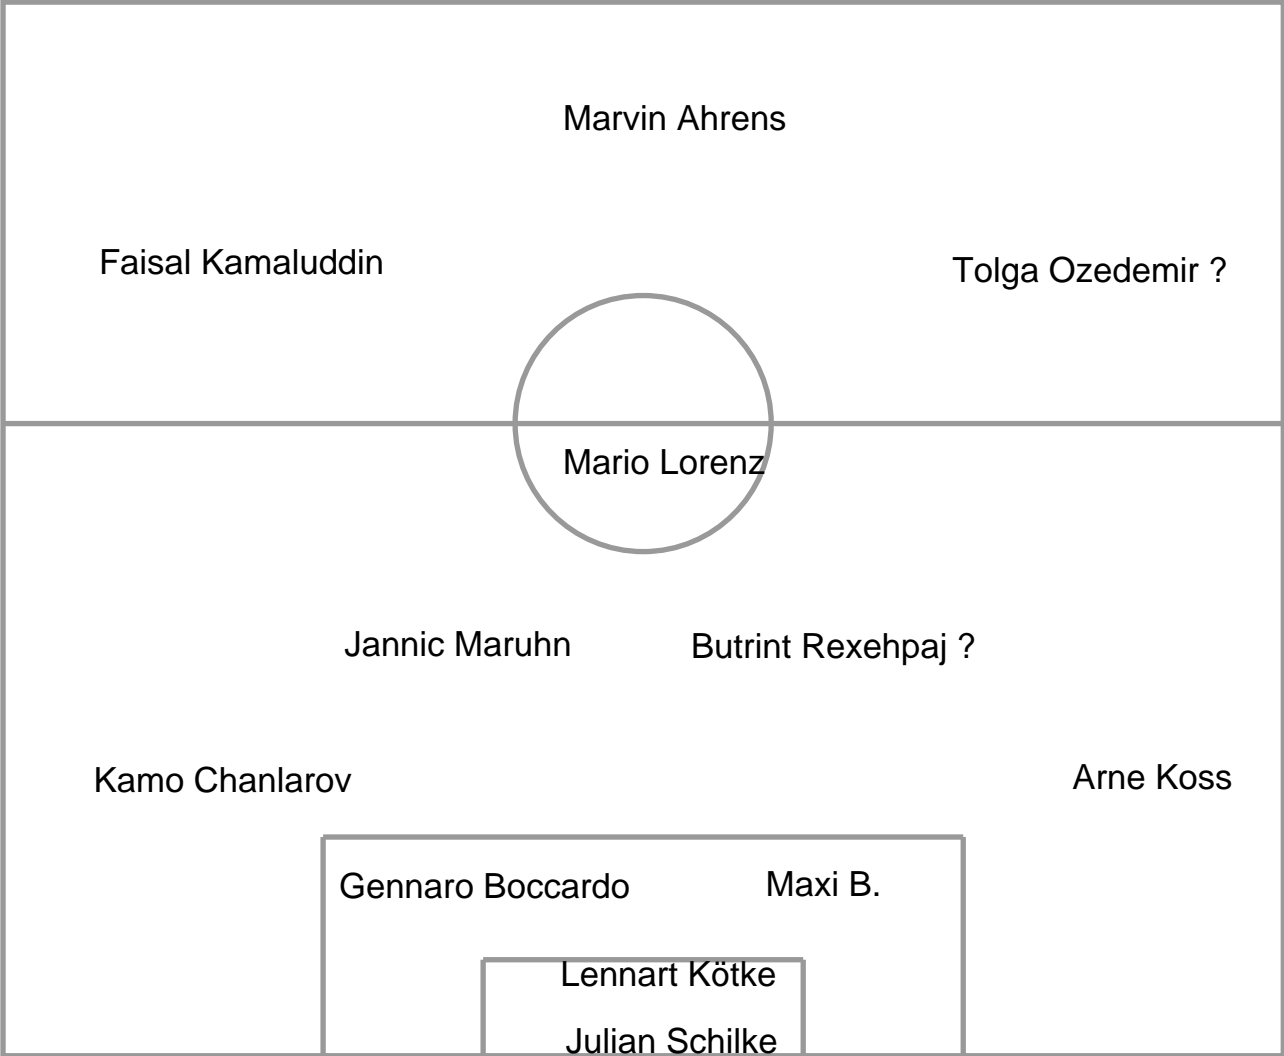 Marvin Ahrens
Faisal Kamaluddin
Tolga Ozedemir ?
Mario Lorenz
Jannic Maruhn
Butrint Rexehpaj ?
Kamo Chanlarov
Arne Koss
Gennaro Boccardo
Maxi B.
Lennart Kötke
Julian Schilke